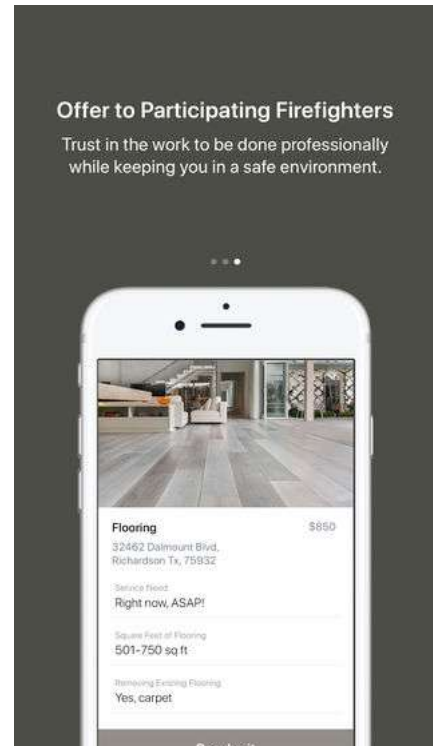 Offer to Participating Firefighters
Trust in the work to be done professionally
while keeping you in a safe environment.
Flooring
$850
32462 Dalmount Blvd,
Richardson Tx, 75932
Service Need
Right now, ASAP!
Square Feet of Flooring
501-750 sq ft
Removing Existing Flooring
Yes, carpet